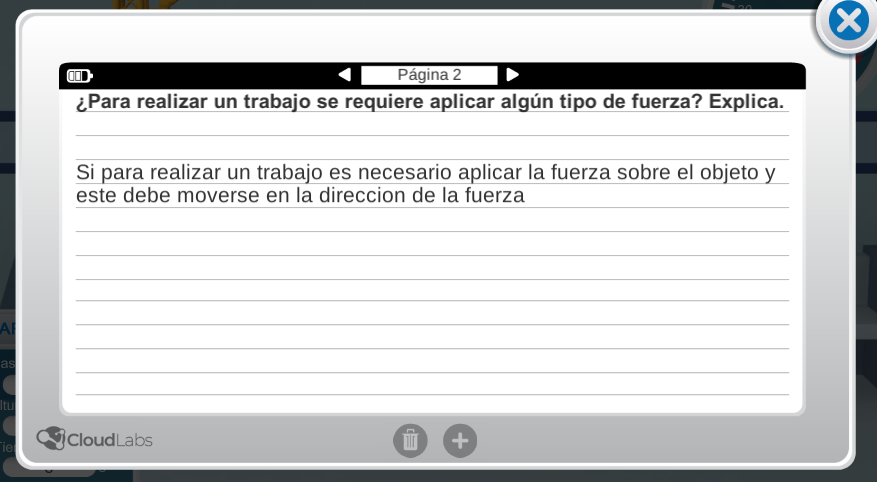 Página 2
¿Para realizar un trabajo se requiere aplicar algún tipo de fuerza? Explica.
Si para realizar un trabajo es necesario aplicar la fuerza sobre el objeto y
este debe moverse en la direccion de la fuerza
CloudLabs